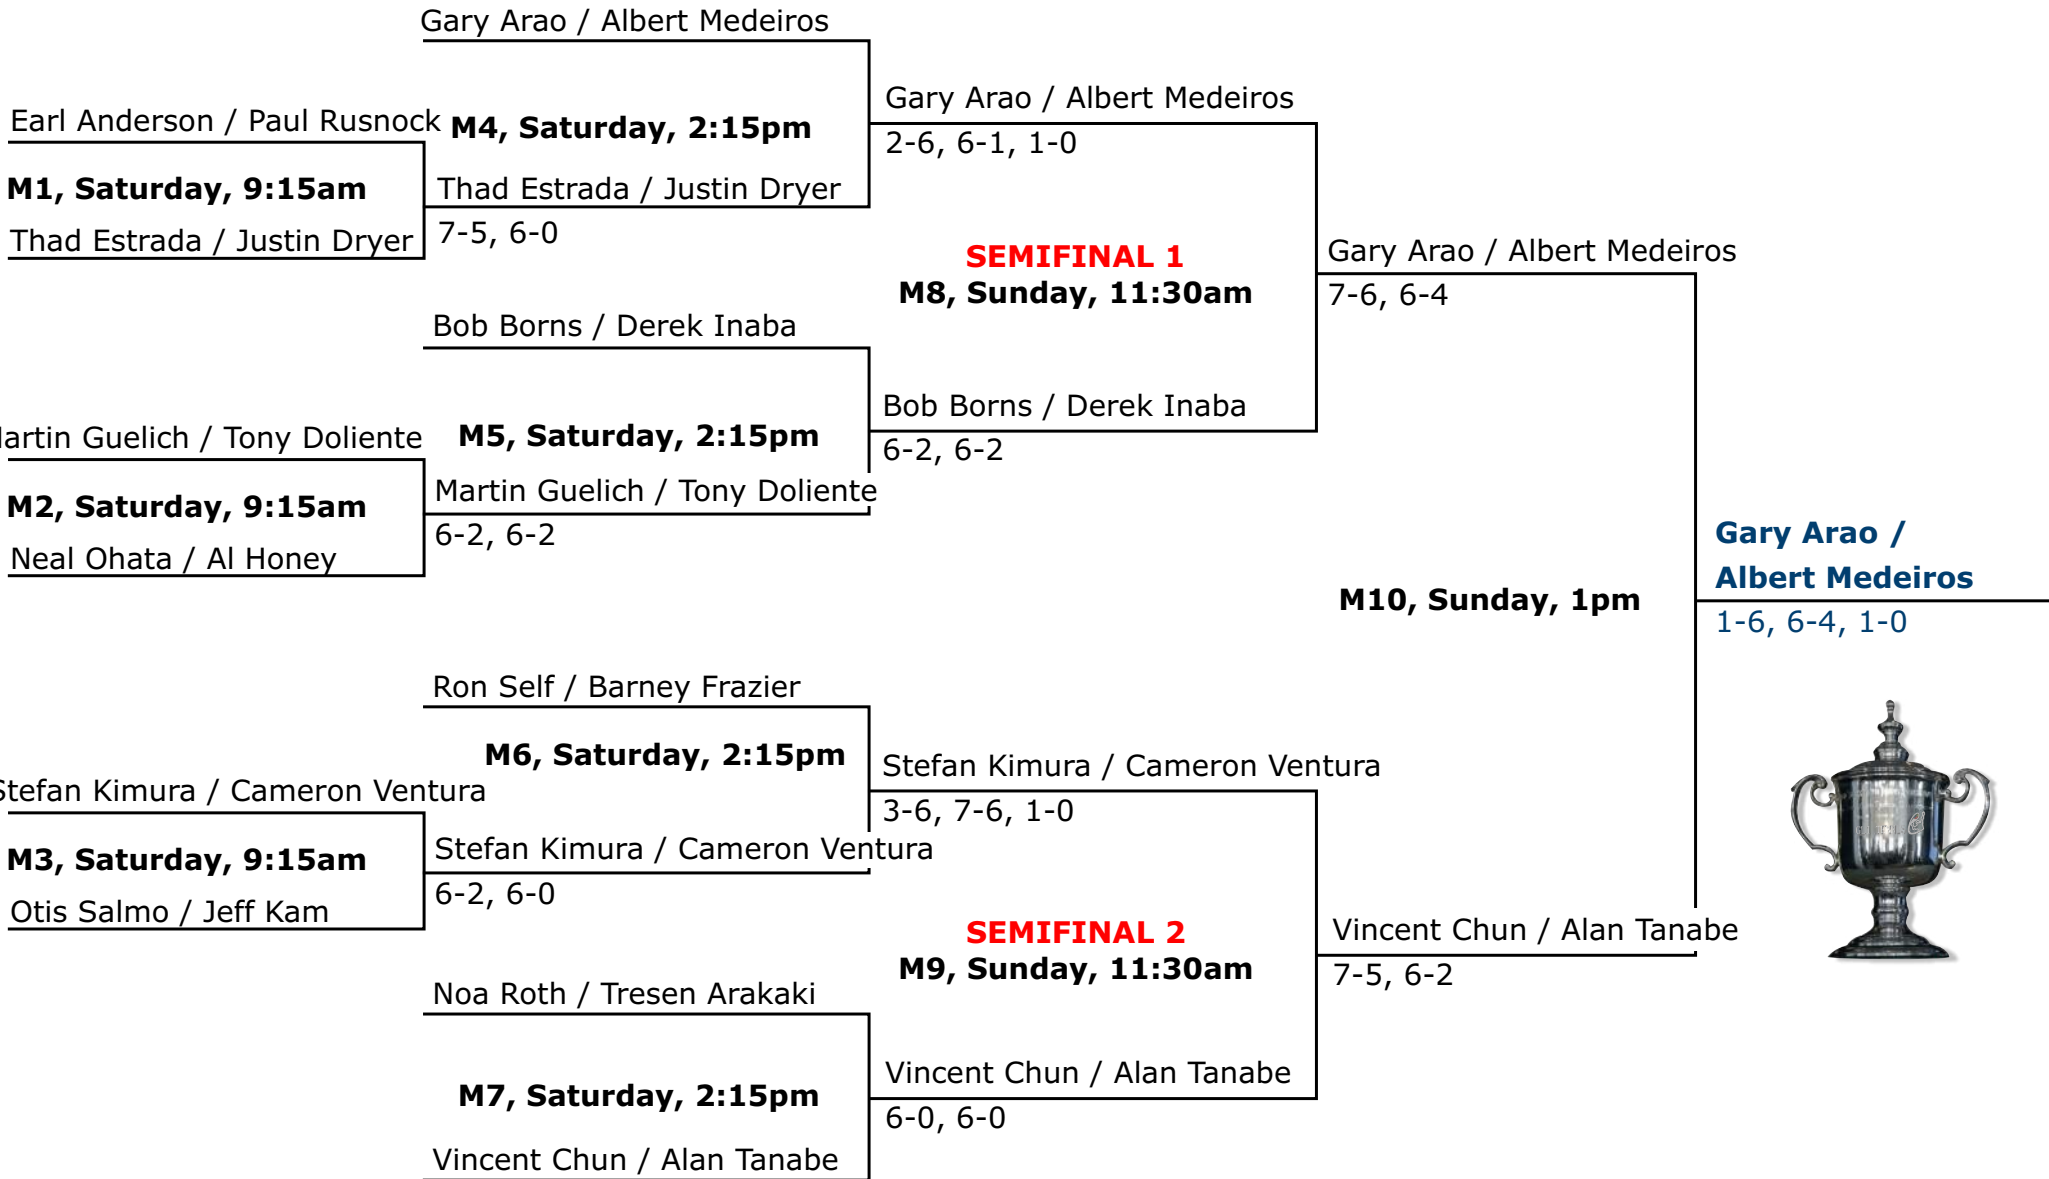 Gary Arao / Albert Medeiros
Earl Anderson / Paul Rusnock
M1, Saturday, 9:15am
Thad Estrada / Justin Dryer
M4, Saturday, 2:15pm
Thad Estrada / Justin Dryer
7-5, 6-0
Gary Arao / Albert Medeiros
2-6, 6-1, 1-0
SEMIFINAL 1
M8, Sunday, 11:30am
Gary Arao / Albert Medeiros
7-6, 6-4
Bob Borns / Derek Inaba
M5, Saturday, 2:15pm
Bob Borns / Derek Inaba
6-2, 6-2
artin Guelich / Tony Doliente
M2, Saturday, 9:15am
Neal Ohata / Al Honey
Martin Guelich / Tony Doliente
6-2, 6-2
M10, Sunday, 1pm
Gary Arao /
Albert Medeiros
1-6, 6-4, 1-0
Ron Self / Barney Frazier
M6, Saturday, 2:15pm
Stefan Kimura / Cameron Ventura
3-6, 7-6, 1-0
Stefan Kimura / Cameron Ventura
M3, Saturday, 9:15am
Otis Salmo / Jeff Kam
Stefan Kimura / Cameron Ventura
6-2, 6-0
SEMIFINAL 2
M9, Sunday, 11:30am
Vincent Chun / Alan Tanabe
7-5, 6-2
Noa Roth / Tresen Arakaki
M7, Saturday, 2:15pm
Vincent Chun / Alan Tanabe
Vincent Chun / Alan Tanabe
6-0, 6-0